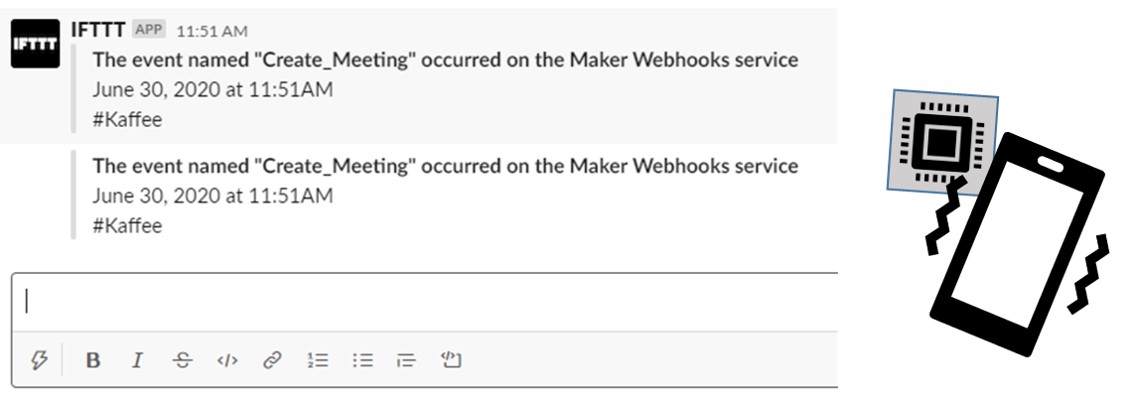 IFTTT
IFTTT APP 11:51 AM
The event named "Create_Meeting" occurred on the Maker Webhooks service
June 30, 2020 at 11:51AM
#Kaffee
The event named "Create_Meeting" occurred on the Maker Webhooks service
June 30, 2020 at 11:51AM
#Kaffee